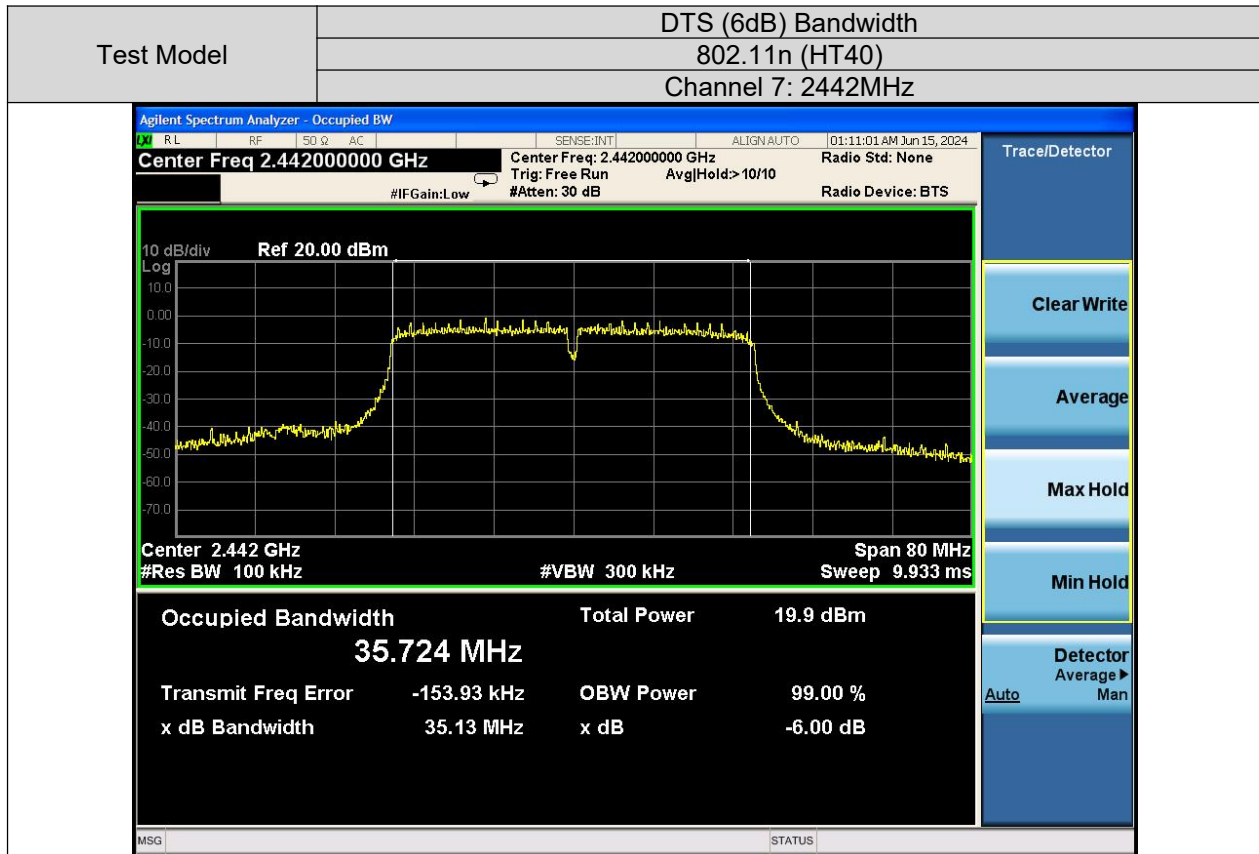 Test Model
DTS (6dB) Bandwidth
802.11n (HT40)
Channel 7: 2442MHz
Agilent Spectrum Analyzer - Occupied BW
LXI RL RF 50 Ω AC SENSE:INT ALIGNAUTO 01:11:01 AM Jun 15, 2024
Center Freq 2.442000000 GHz
Center Freq: 2.442000000 GHz
Radio Std: None
Trig: Free Run Avg|Hold:> 10/10
#IFGain:Low #Atten: 30 dB Radio Device: BTS
Trace/Detector
10 dB/div Ref 20.00 dBm
Log
10.0
0.00
-10.0
-20.0
-30.0
-40.0
-50.0
-60.0
-70.0
Center 2.442 GHz Span 80 MHz
#Res BW 100 kHz #VBW 300 kHz Sweep 9.933 ms
Occupied Bandwidth Total Power 19.9 dBm
35.724 MHz
Transmit Freq Error -153.93 kHz OBW Power 99.00 %
x dB Bandwidth 35.13 MHz x dB -6.00 dB
Clear Write
Average
Max Hold
Min Hold
Detector
Average▶
Auto Man
MSG STATUS